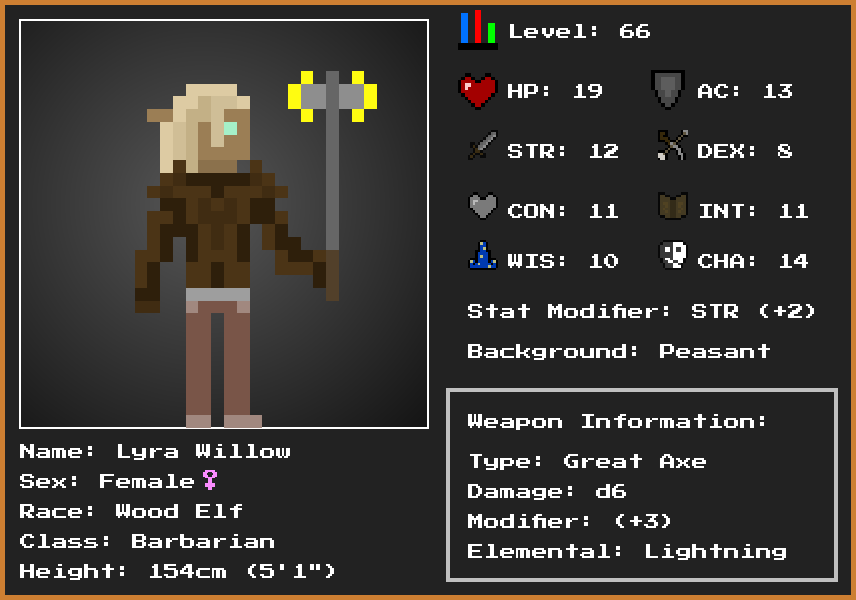 Level: 66
HP: 19
AC: 13
STR: 12
DEX: 8
CON: 11
INT: 11
WIS: 10
CHA: 14
Stat Modifier: STR (+2)
Background: Peasant
Weapon Information:
Type: Great Axe
Damage: d6
Modifier: (+3)
Elemental: Lightning
Name: Lyra Willow
Sex: Female♀
Race: Wood Elf
Class: Barbarian
Height: 154cm (5'1")